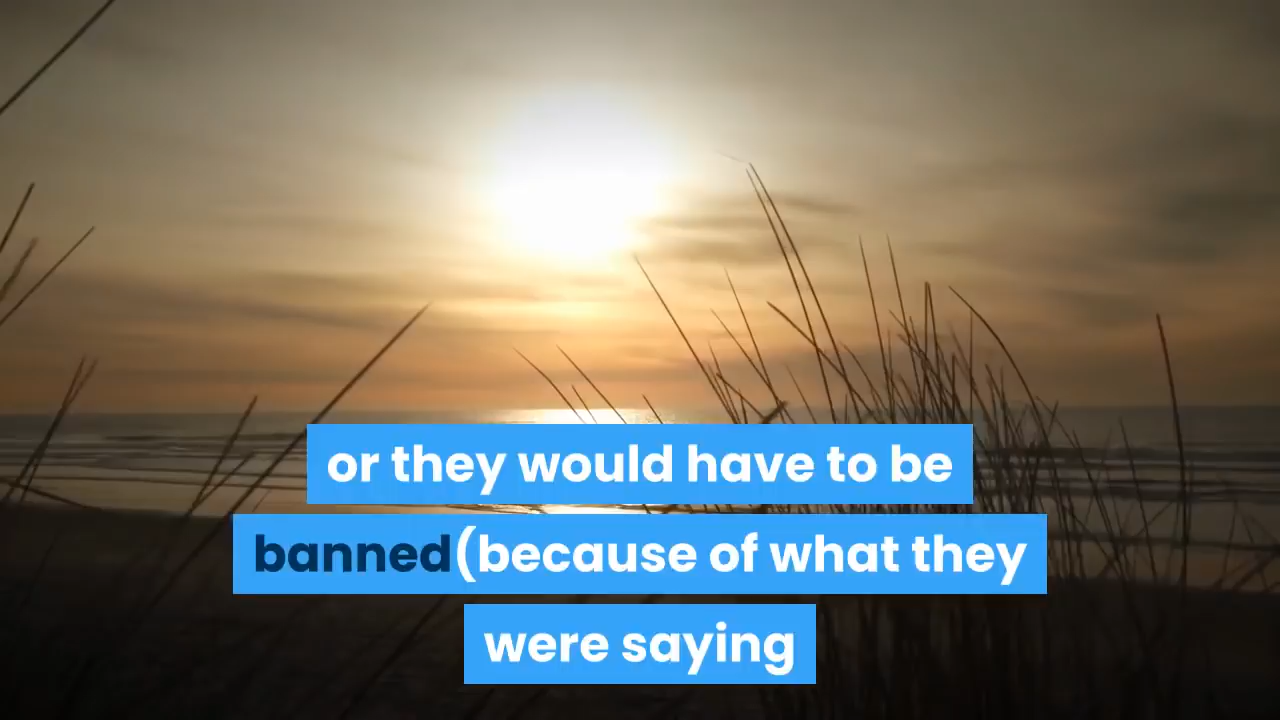 or they would have to be
banned(because of what they
were saying